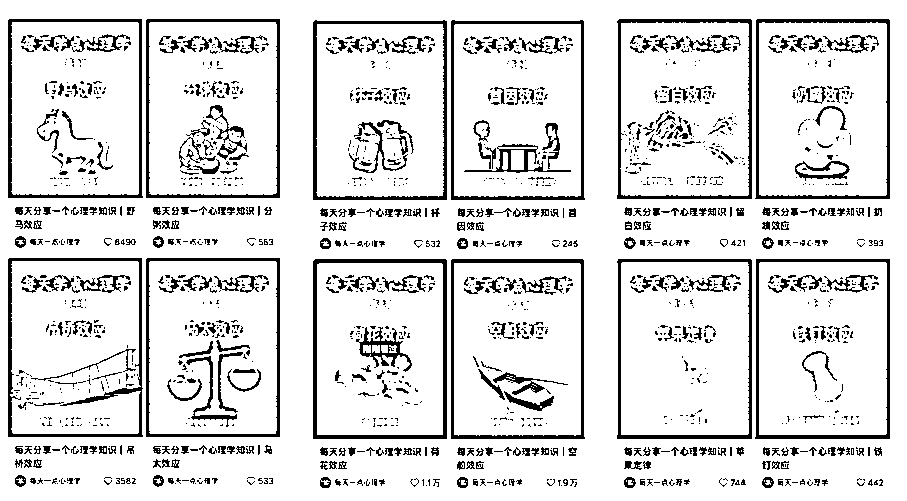 每天学点心理学
野马效应
每天分享一个心理学知识｜野
马效应
每天一点心理学
6490
每天学点心理学
分粥效应
每天分享一个心理学知识｜分
粥效应
每天一点心理学
563
每天学点心理学
杯子效应
每天分享一个心理学知识｜杯
子效应
每天一点心理学
532
每天学点心理学
首因效应
每天分享一个心理学知识｜首
因效应
每天一点心理学
246
每天学点心理学
留白效应
每天分享一个心理学知识｜留
白效应
每天一点心理学
421
每天学点心理学
奶嘴效应
每天分享一个心理学知识｜奶
嘴效应
每天一点心理学
393
每天学点心理学
吊桥效应
每天分享一个心理学知识｜吊
桥效应
每天一点心理学
3582
每天学点心理学
马太效应
每天分享一个心理学知识｜马
太效应
每天一点心理学
533
每天学点心理学
荷花效应
每天分享一个心理学知识｜荷
花效应
每天一点心理学
1.1万
每天学点心理学
空船效应
每天分享一个心理学知识｜空
船效应
每天一点心理学
1.9万
每天学点心理学
苹果定律
每天分享一个心理学知识｜苹
果定律
每天一点心理学
744
每天学点心理学
铁钉效应
每天分享一个心理学知识｜铁
钉效应
每天一点心理学
442